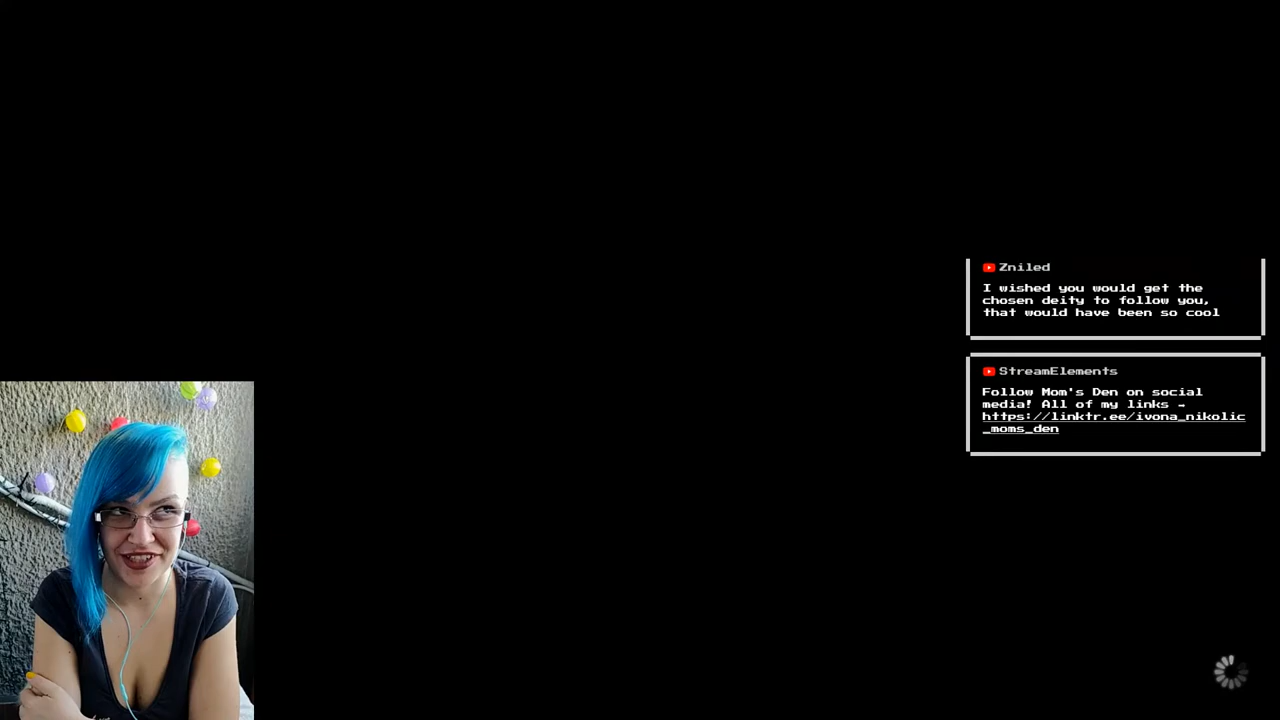 Zniled
I wished you would get the
chosen deity to follow you,
that would have been so cool
StreamElements
Follow Mom's Den on social
media! All of my links -
https://linktr.ee/ivona_nikolic
_moms_den